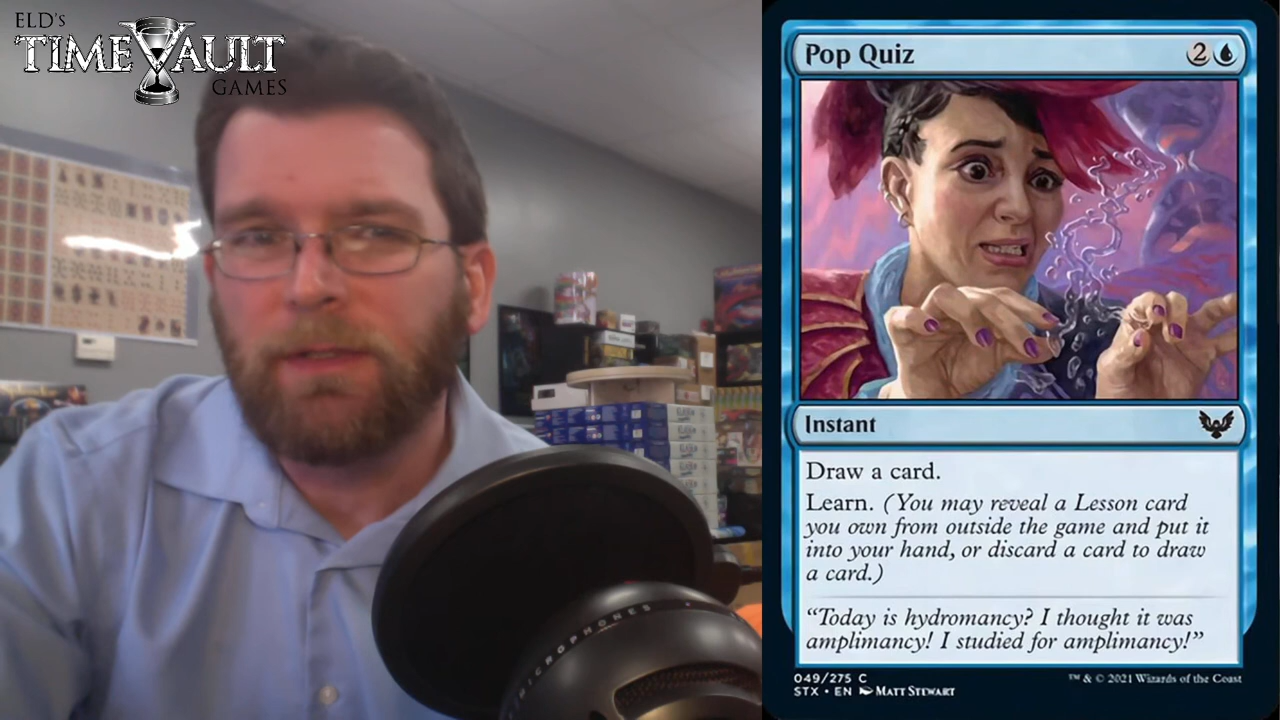 ELD's
TIME VAULT
GAMES
Pop Quiz
2
Instant
Draw a card.
Learn. (You may reveal a Lesson card
you own from outside the game and put it
into your hand, or discard a card to draw
a card.)
"Today is hydromancy? I thought it was
amplimancy! I studied for amplimancy!"
049/275 C
STX • EN Matt Stewart
™ & © 2021 Wizards of the Coast
MICROPHONES